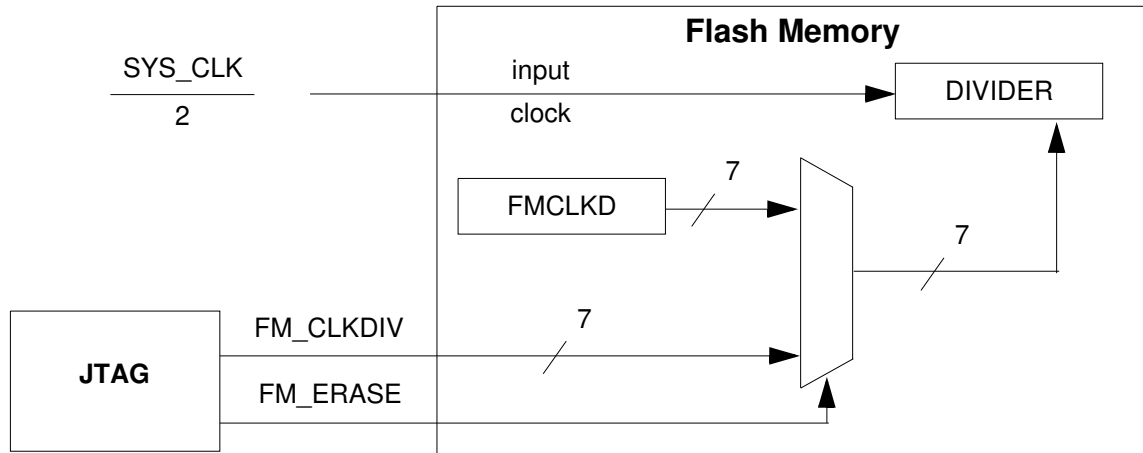 Flash Memory
SYS_CLK
2
input
clock
DIVIDER
7
FMCLKD
7
7
FM_CLKDIV
JTAG
FM_ERASE